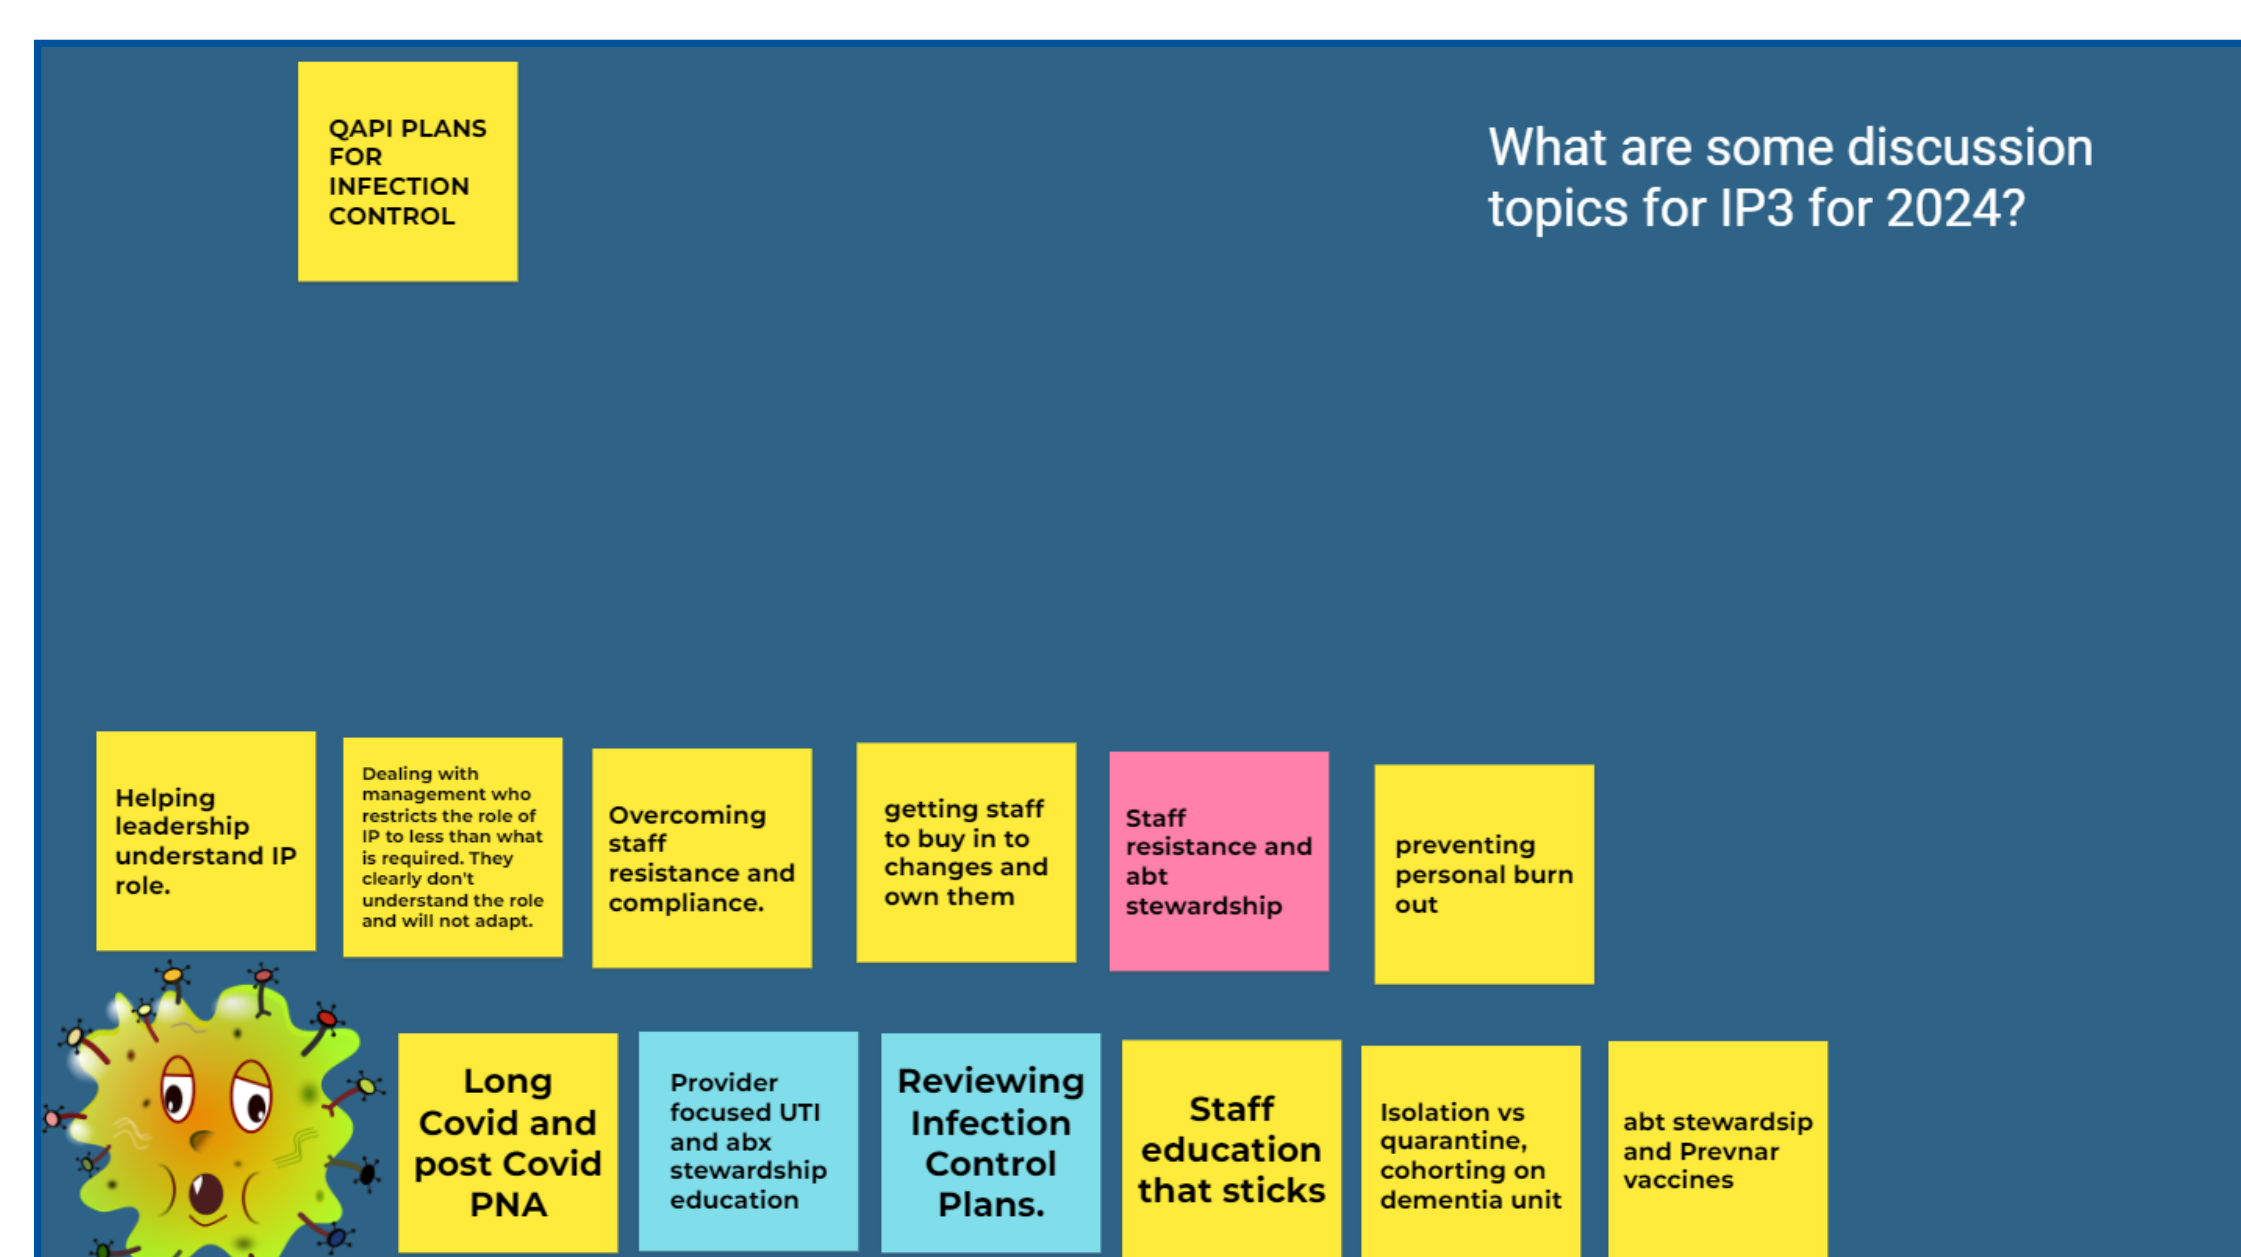 QAPI PLANS
FOR
INFECTION
CONTROL
What are some discussion
topics for IP3 for 2024?
Helping
leadership
understand IP
role.
Dealing with
management who
restricts the role of
IP to less than what
is required. They
clearly don't
understand the role
and will not adapt.
Overcoming
staff
resistance and
compliance.
getting staff
to buy in to
changes and
own them
Staff
resistance and
abt
stewardship
preventing
personal burn
out
Long
Covid and
post Covid
PNA
Provider
focused UTI
and abx
stewardship
education
Reviewing
Infection
Control
Plans.
Staff
education
that sticks
Isolation vs
quarantine,
cohorting on
dementia unit
abt stewardsip
and Prevnar
vaccines